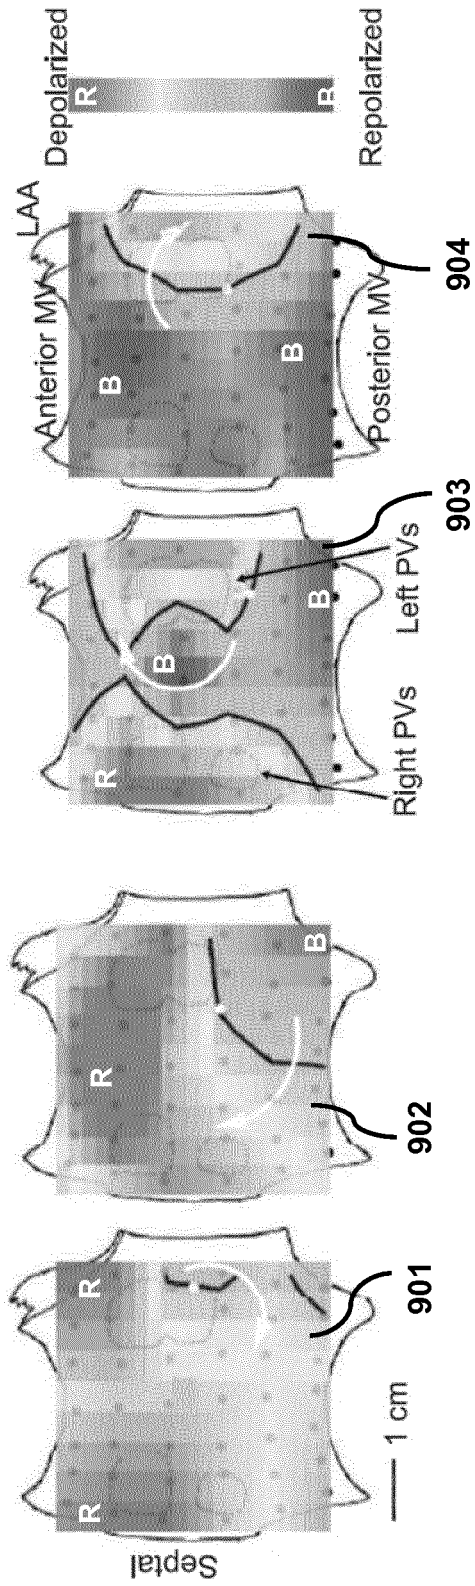 Septal
R
R
1 cm
901
R
B
902
R
B
B
Right PVs
Left PVs
903
Anterior MV
LAA
B
B
Posterior MV
904
Depolarized
R
B
Repolarized